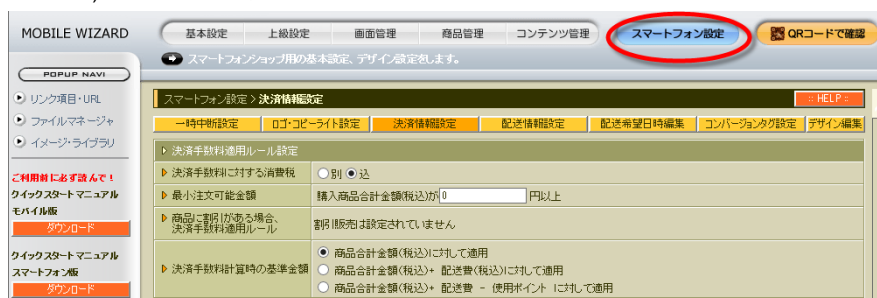 MOBILE WIZARD
基本設定 上級設定 画面管理 商品管理 コンテンツ管理 スマートフォン設定 QRコードで確認
スマートフォンショップ用の基本設定、デザイン設定をします。
POPUP NAVI
リンク項目・URL
ファイルマネージャ
イメージ・ライブラリ
ご利用前に必ず読んで!
クイックスタートマニュアル
モバイル版
ダウンロード
クイックスタートマニュアル
スマートフォン版
ダウンロード
スマートフォン設定 > 決済情報設定
:: HELP ::
一時中断設定 ロゴ・コピーライト設定 決済情報設定 配送情報設定 配送希望日時編集 コンバージョンタグ設定 デザイン編集
決済手数料適用ルール設定
決済手数料に対する消費税 別 込
最小注文可能金額 購入商品合計金額(税込)が 0 円以上
商品に割引がある場合、
決済手数料適用ルール 割引販売は設定されていません
決済手数料計算時の基準金額
商品合計金額(税込)に対して適用
商品合計金額(税込)+ 配送費(税込)に対して適用
商品合計金額(税込)+ 配送費 - 使用ポイント に対して適用